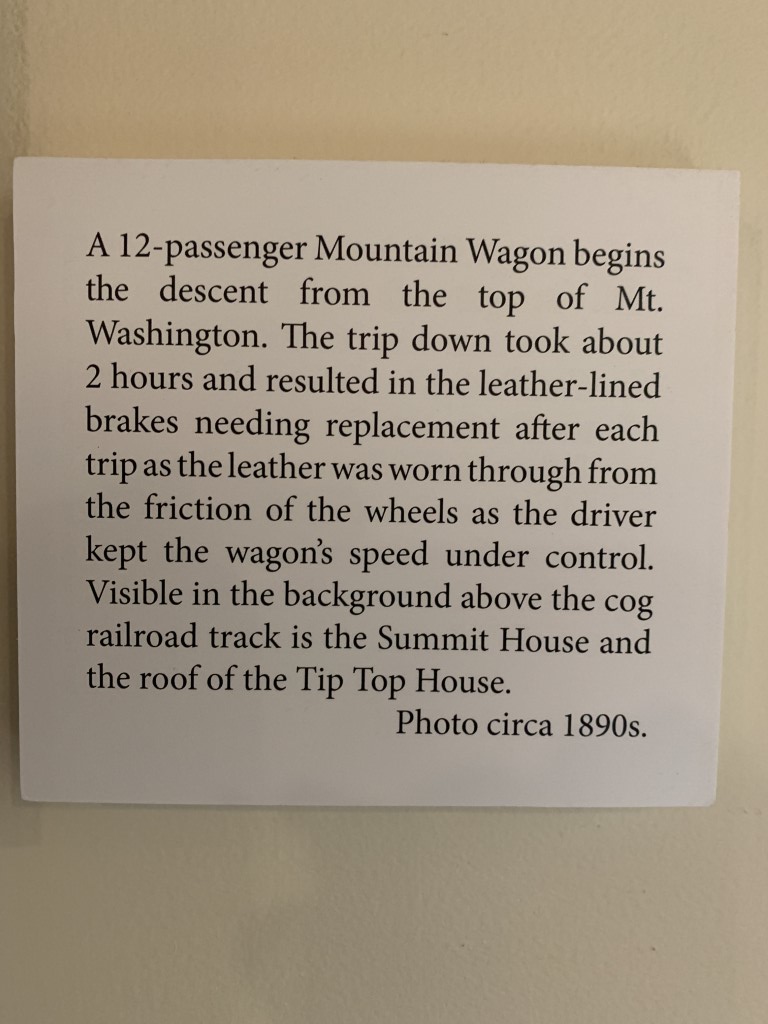 A 12-passenger Mountain Wagon begins
the descent from the top of Mt.
Washington. The trip down took about
2 hours and resulted in the leather-lined
brakes needing replacement after each
trip as the leather was worn through from
the friction of the wheels as the driver
kept the wagon's speed under control.
Visible in the background above the cog
railroad track is the Summit House and
the roof of the Tip Top House.
Photo circa 1890s.